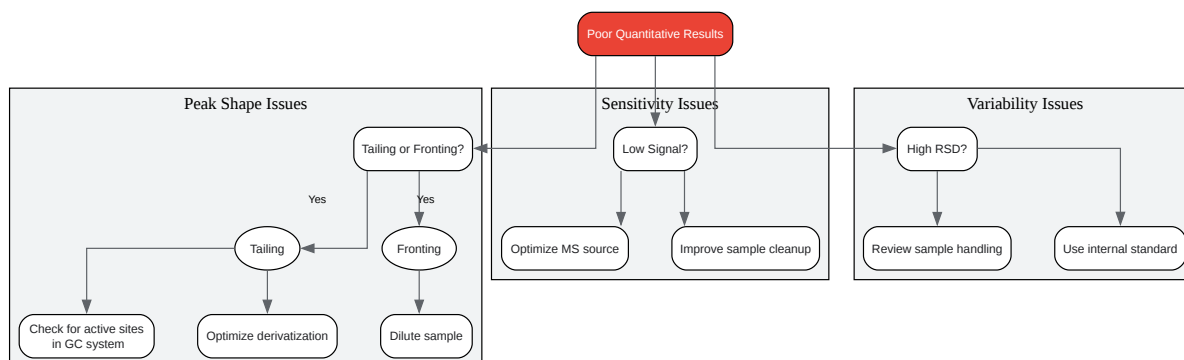 Poor Quantitative Results
Peak Shape Issues
Sensitivity Issues
Variability Issues
Tailing or Fronting?
Low Signal?
High RSD?
Yes
Yes
Tailing
Fronting
Optimize MS source
Improve sample cleanup
Review sample handling
Use internal standard
Check for active sites
in GC system
Optimize derivatization
Dilute sample